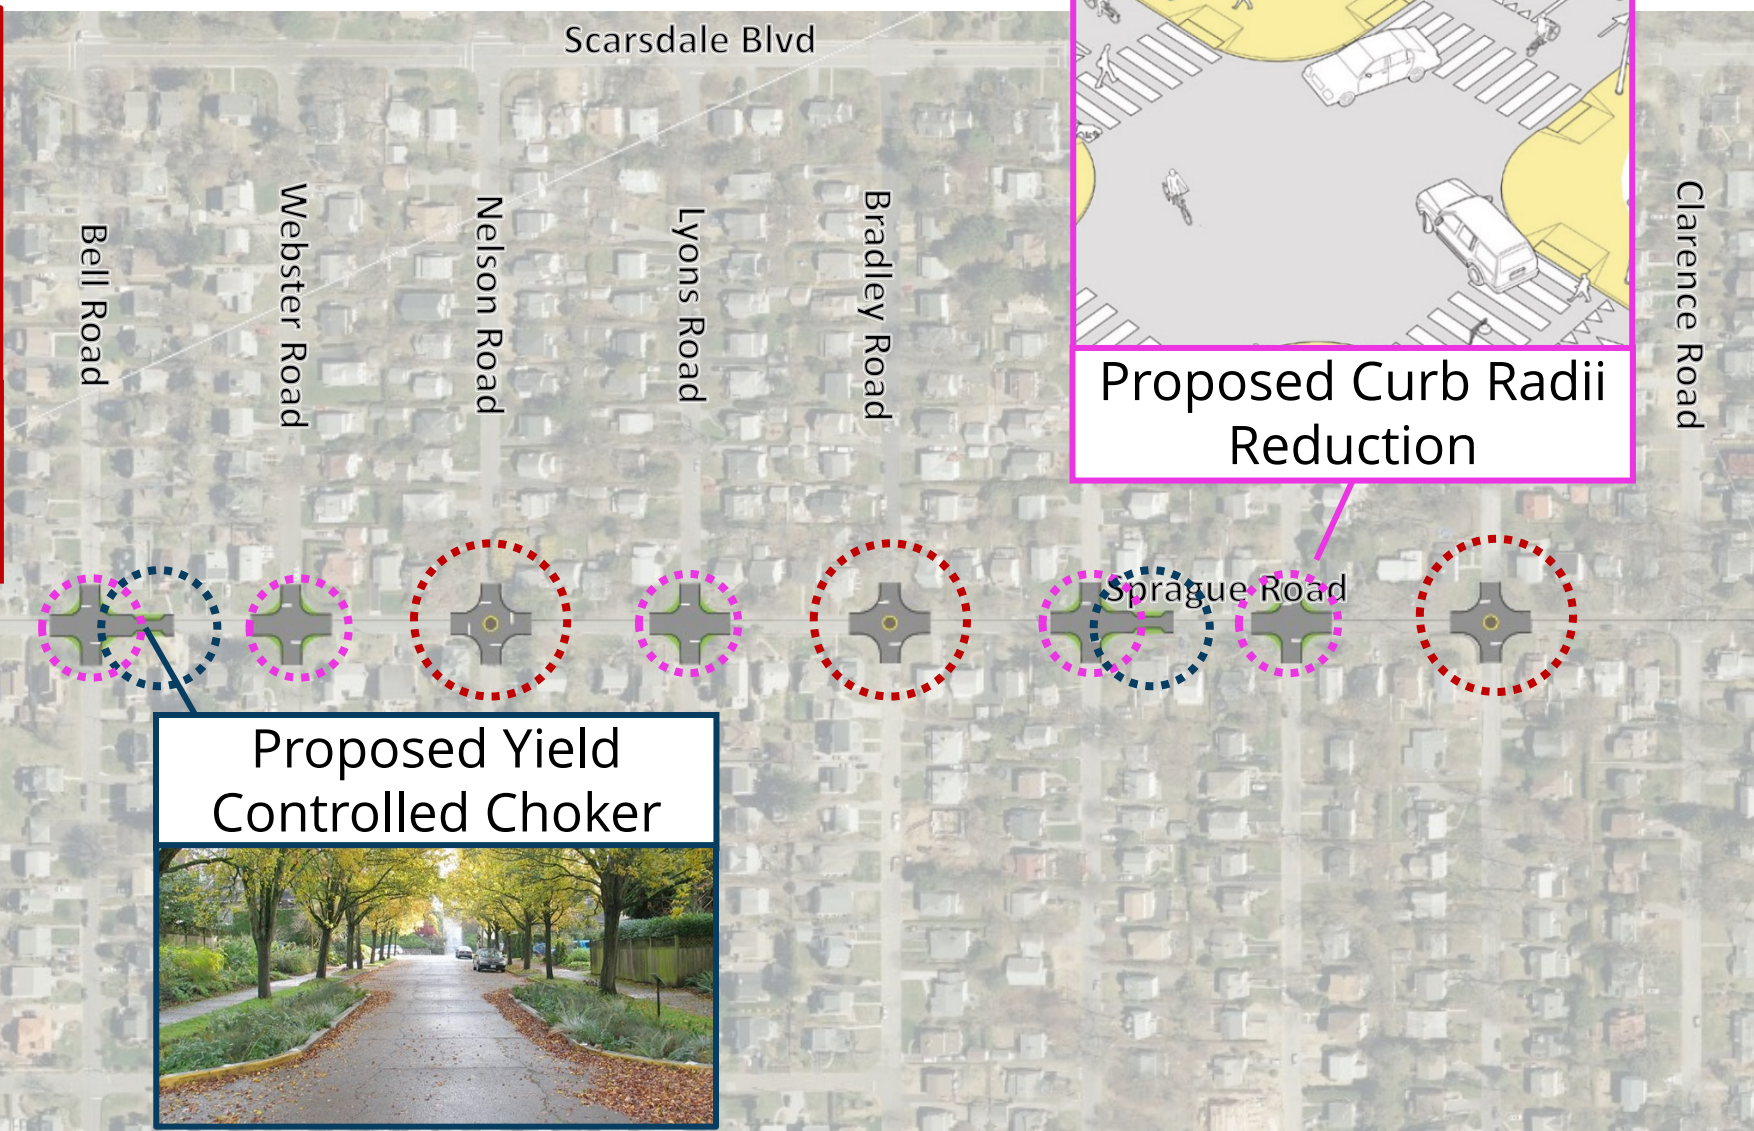 Scarsdale Blvd
Bell Road
Webster Road
Nelson Road
Lyons Road
Bradley Road
Clarence Road
Proposed Curb Radii
Reduction
Sprague Road
Proposed Yield
Controlled Choker